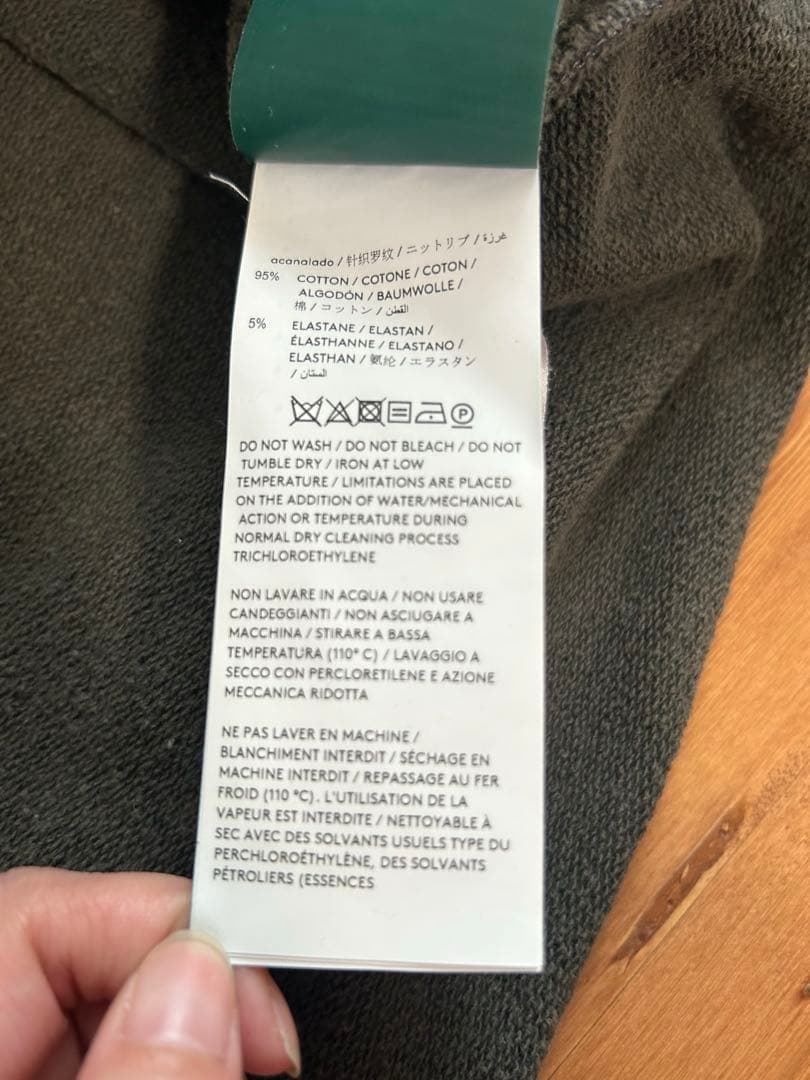 acanalado / 针织罗纹 / ニットリブ / غرزة
95% COTTON / COTONE / COTON /
ALGODÓN / BAUMWOLLE /
棉 / コットン / القطن
5% ELASTANE / ELASTAN /
ÉLASTHANNE / ELASTANO /
ELASTHAN / 氨纶 / エラスタン
/ الستان
P
DO NOT WASH / DO NOT BLEACH / DO NOT
TUMBLE DRY / IRON AT LOW
TEMPERATURE / LIMITATIONS ARE PLACED
ON THE ADDITION OF WATER/MECHANICAL
ACTION OR TEMPERATURE DURING
NORMAL DRY CLEANING PROCESS
TRICHLOROETHYLENE
NON LAVARE IN ACQUA / NON USARE
CANDEGGIANTI / NON ASCIUGARE A
MACCHINA / STIRARE A BASSA
TEMPERATURA (110° C) / LAVAGGIO A
SECCO CON PERCLORETILENE E AZIONE
MECCANICA RIDOTTA
NE PAS LAVER EN MACHINE /
BLANCHIMENT INTERDIT / SÉCHAGE EN
MACHINE INTERDIT / REPASSAGE AU FER
FROID (110 °C). L'UTILISATION DE LA
VAPEUR EST INTERDITE / NETTOYABLE À
SEC AVEC DES SOLVANTS USUELS TYPE DU
PERCHLOROÉTHYLÈNE, DES SOLVANTS
PÉTROLIERS (ESSENCES